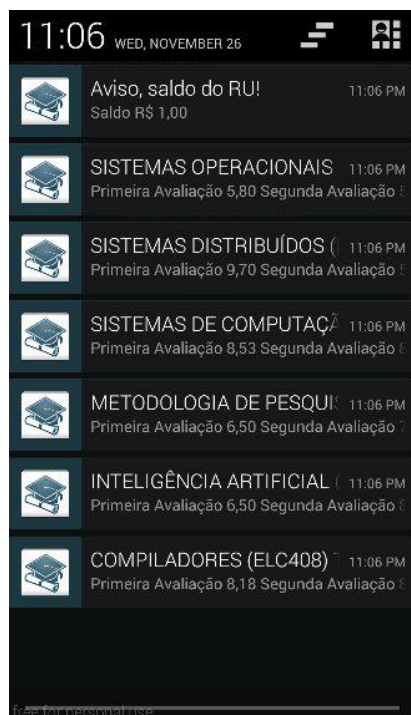 11:06 WED, NOVEMBER 26
Aviso, saldo do RU! 11:06 PM
Saldo R$ 1,00
SISTEMAS OPERACIONAIS 11:06 PM
Primeira Avaliação 5,80 Segunda Avaliação
SISTEMAS DISTRIBUÍDOS ( 11:06 PM
Primeira Avaliação 9,70 Segunda Avaliação
SISTEMAS DE COMPUTAÇÃ 11:06 PM
Primeira Avaliação 8,53 Segunda Avaliação
METODOLOGIA DE PESQUI 11:06 PM
Primeira Avaliação 6,50 Segunda Avaliação
INTELIGÊNCIA ARTIFICIAL ( 11:06 PM
Primeira Avaliação 6,50 Segunda Avaliação
COMPILADORES (ELC408) 11:06 PM
Primeira Avaliação 8,18 Segunda Avaliação
free for personal use